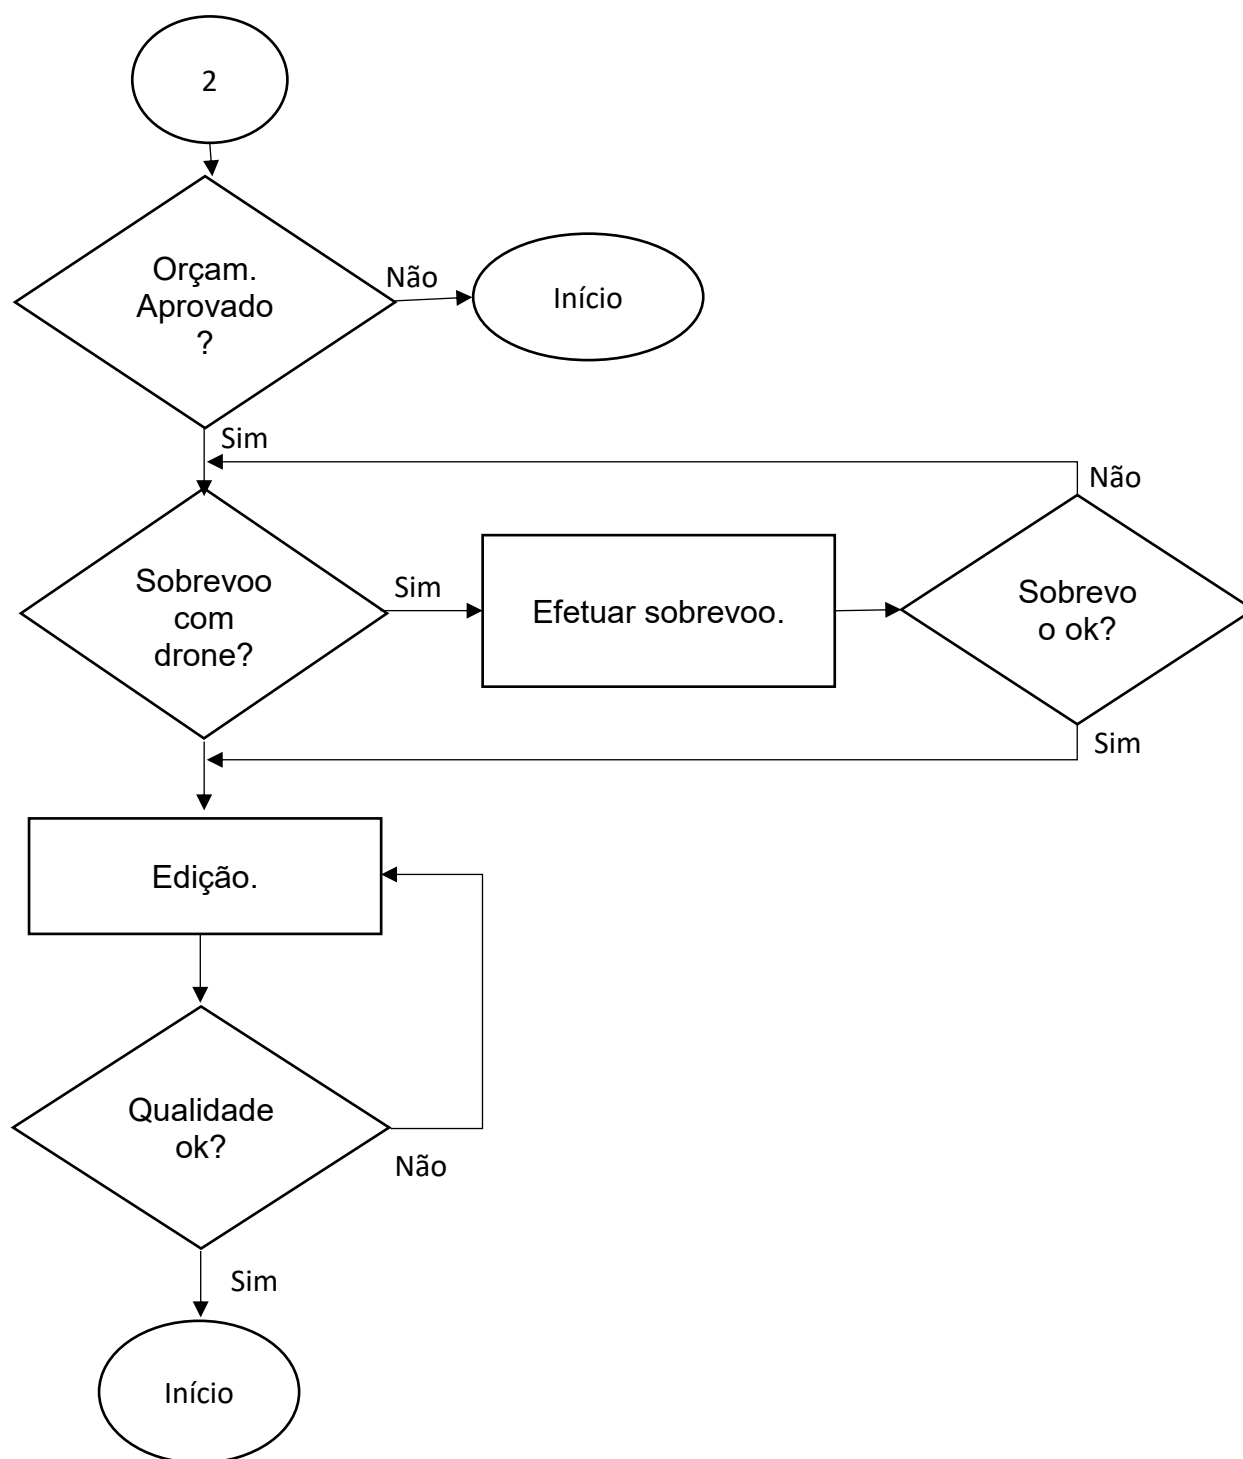 2
Orçam.
Aprovado
?
Não
Início
Sim
Não
Sobrevoo
com
drone?
Sim
Efetuar sobrevoo.
Sobrevo
o ok?
Sim
Edição.
Qualidade
ok?
Não
Sim
Início